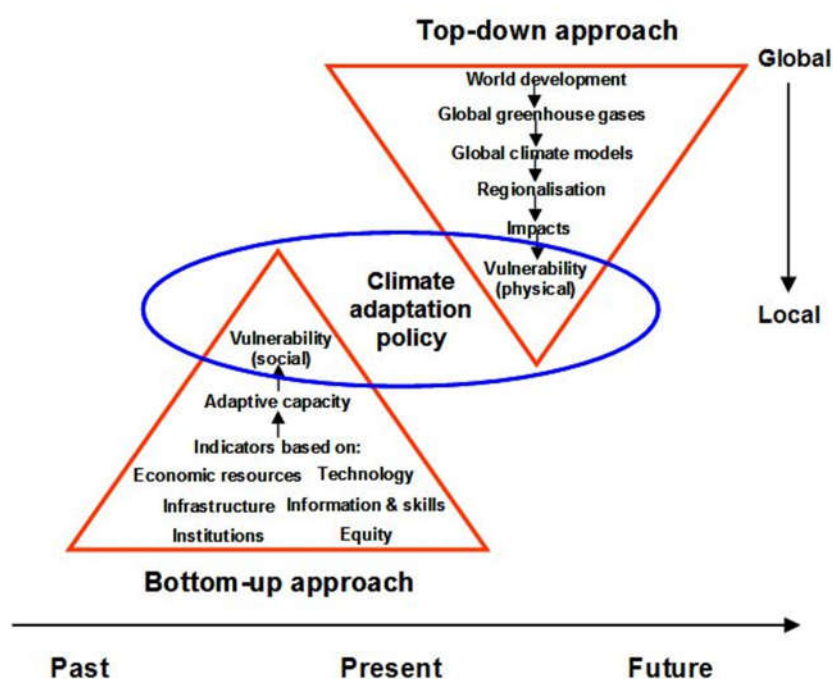 Top-down approach
Global
World development
Global greenhouse gases
Global climate models
Regionalisation
Impacts
Vulnerability
(physical)
Local
Climate
adaptation
policy
Vulnerability
(social)
Adaptive capacity
Indicators based on:
Economic resources Technology
Infrastructure Information & skills
Institutions Equity
Bottom-up approach
Past Present Future